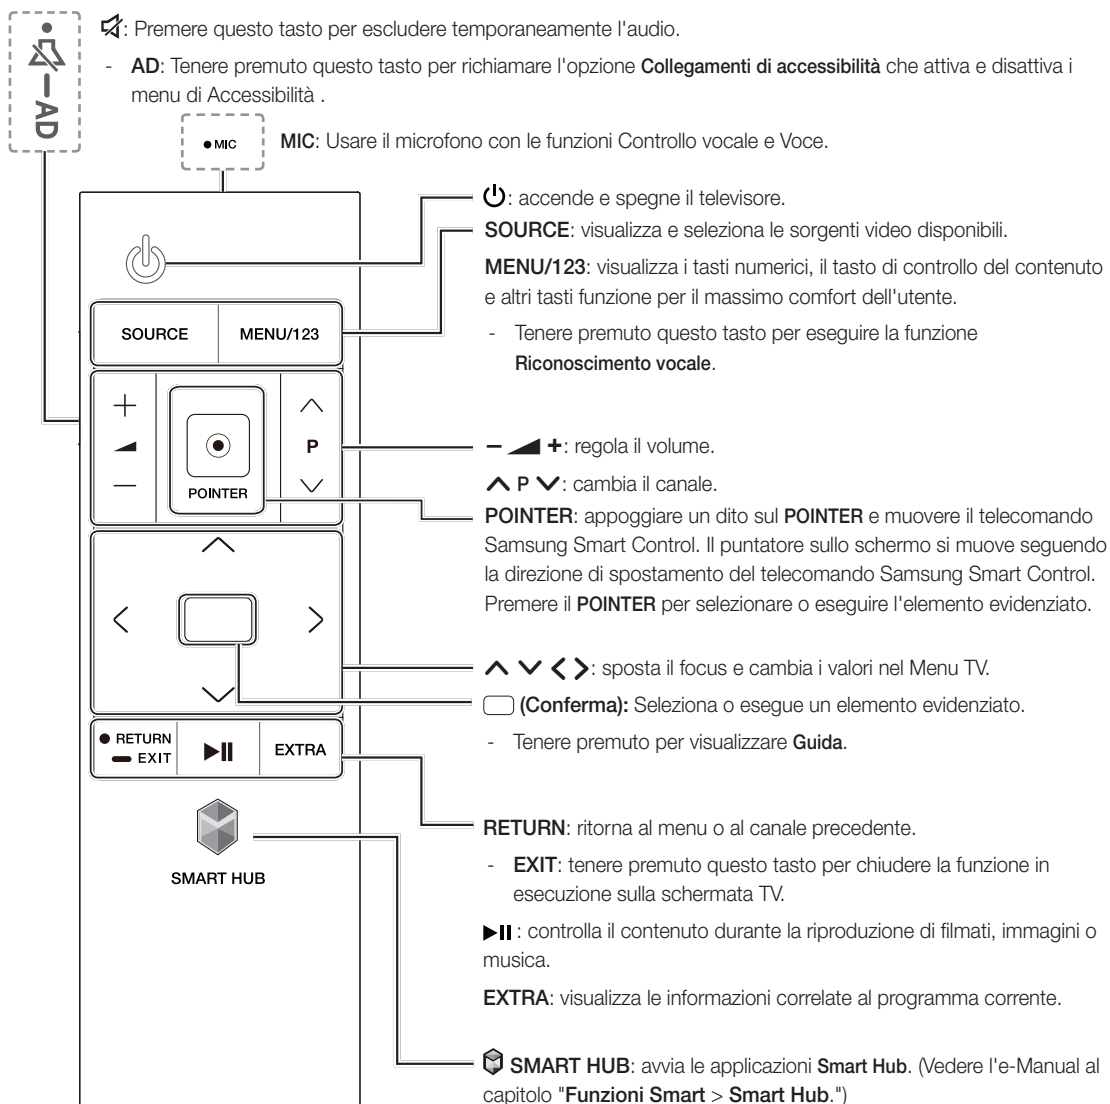 : Premere questo tasto per escludere temporaneamente l'audio.
- AD: Tenere premuto questo tasto per richiamare l'opzione Collegamenti di accessibilità che attiva e disattiva i
menu di Accessibilità .
AD
MIC
MIC: Usare il microfono con le funzioni Controllo vocale e Voce.
: accende e spegne il televisore.
SOURCE: visualizza e seleziona le sorgenti video disponibili.
MENU/123: visualizza i tasti numerici, il tasto di controllo del contenuto
e altri tasti funzione per il massimo comfort dell'utente.
- Tenere premuto questo tasto per eseguire la funzione
Riconoscimento vocale.
SOURCE
MENU/123
P
POINTER
− +: regola il volume.
P : cambia il canale.
POINTER: appoggiare un dito sul POINTER e muovere il telecomando
Samsung Smart Control. Il puntatore sullo schermo si muove seguendo
la direzione di spostamento del telecomando Samsung Smart Control.
Premere il POINTER per selezionare o eseguire l'elemento evidenziato.
: sposta il focus e cambia i valori nel Menu TV.
(Conferma): Seleziona o esegue un elemento evidenziato.
- Tenere premuto per visualizzare Guida.
RETURN
EXIT
EXTRA
SMART HUB
RETURN: ritorna al menu o al canale precedente.
- EXIT: tenere premuto questo tasto per chiudere la funzione in
esecuzione sulla schermata TV.
: controlla il contenuto durante la riproduzione di filmati, immagini o
musica.
EXTRA: visualizza le informazioni correlate al programma corrente.
SMART HUB: avvia le applicazioni Smart Hub. (Vedere l'e-Manual al
capitolo "Funzioni Smart > Smart Hub.")